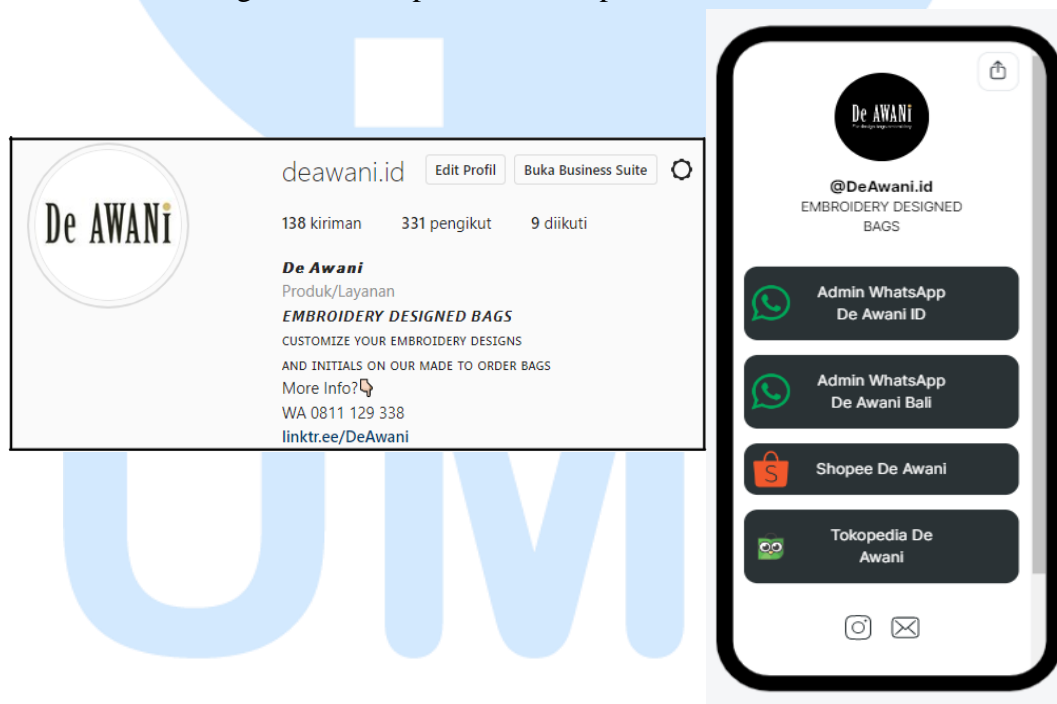 De AWANi
deawani.id
Edit Profil
Buka Business Suite
138 kiriman
331 pengikut
9 diikuti
De Awani
Produk/Layanan
EMBROIDERY DESIGNED BAGS
CUSTOMIZE YOUR EMBROIDERY DESIGNS
AND INITIALS ON OUR MADE TO ORDER BAGS
More Info?👇🏻
WA 0811 129 338
linktr.ee/DeAwani
De AWANi
@DeAwani.id
EMBROIDERY DESIGNED
BAGS
Admin WhatsApp
De Awani ID
Admin WhatsApp
De Awani Bali
Shopee De Awani
Tokopedia De
Awani
UM